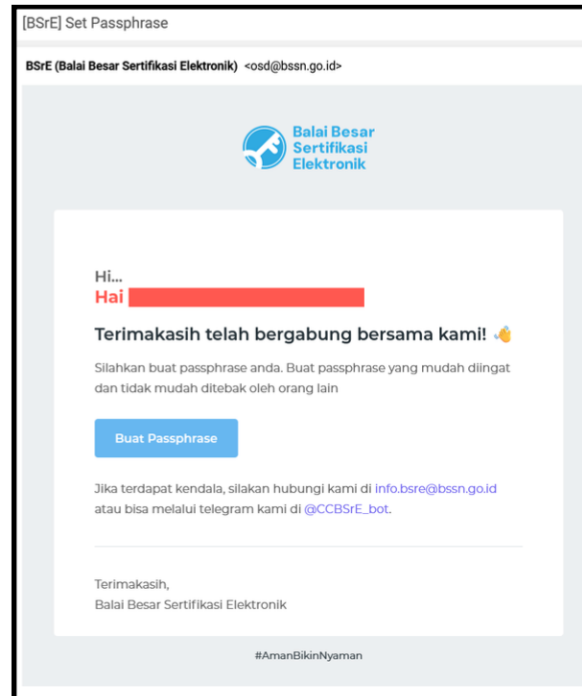 [BSrE] Set Passphrase
BSrE (Balai Besar Sertifikasi Elektronik) <osd@bssn.go.id>
Balai Besar
Sertifikasi
Elektronik
Hi...
Hai
Terimakasih telah bergabung bersama kami! 👋
Silahkan buat passphrase anda. Buat passphrase yang mudah diingat
dan tidak mudah ditebak oleh orang lain
Buat Passphrase
Jika terdapat kendala, silakan hubungi kami di info.bsre@bssn.go.id
atau bisa melalui telegram kami di @CCBSrE_bot.
Terimakasih,
Balai Besar Sertifikasi Elektronik
#AmanBikinNyaman